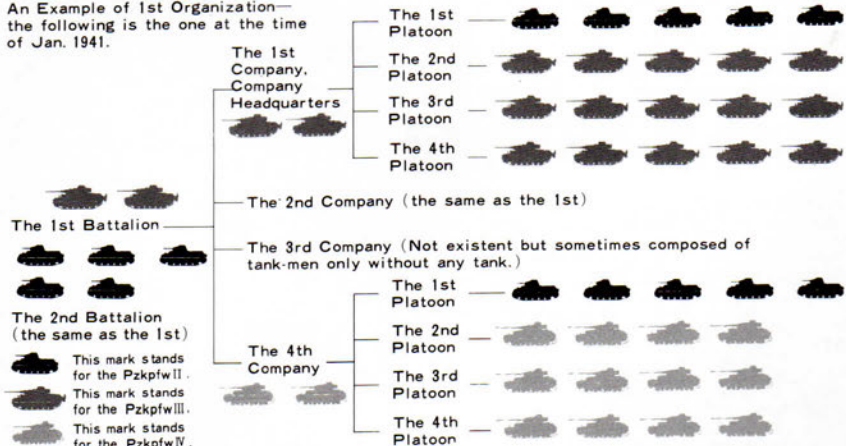 An Example of 1st Organization—
the following is the one at the time
of Jan. 1941.
The 1st
Company,
Company
Headquarters
The 1st
Platoon
The 2nd
Platoon
The 3rd
Platoon
The 4th
Platoon
The 2nd Company (the same as the 1st)
The 1st Battalion
The 3rd Company (Not existent but sometimes composed of
tank-men only without any tank.)
The 2nd Battalion
(the same as the 1st)
The 4th
Company
The 1st
Platoon
The 2nd
Platoon
The 3rd
Platoon
The 4th
Platoon
This mark stands
for the PzkpfwII.
This mark stands
for the PzkpfwIII.
This mark stands
for the PzkpfwIV.